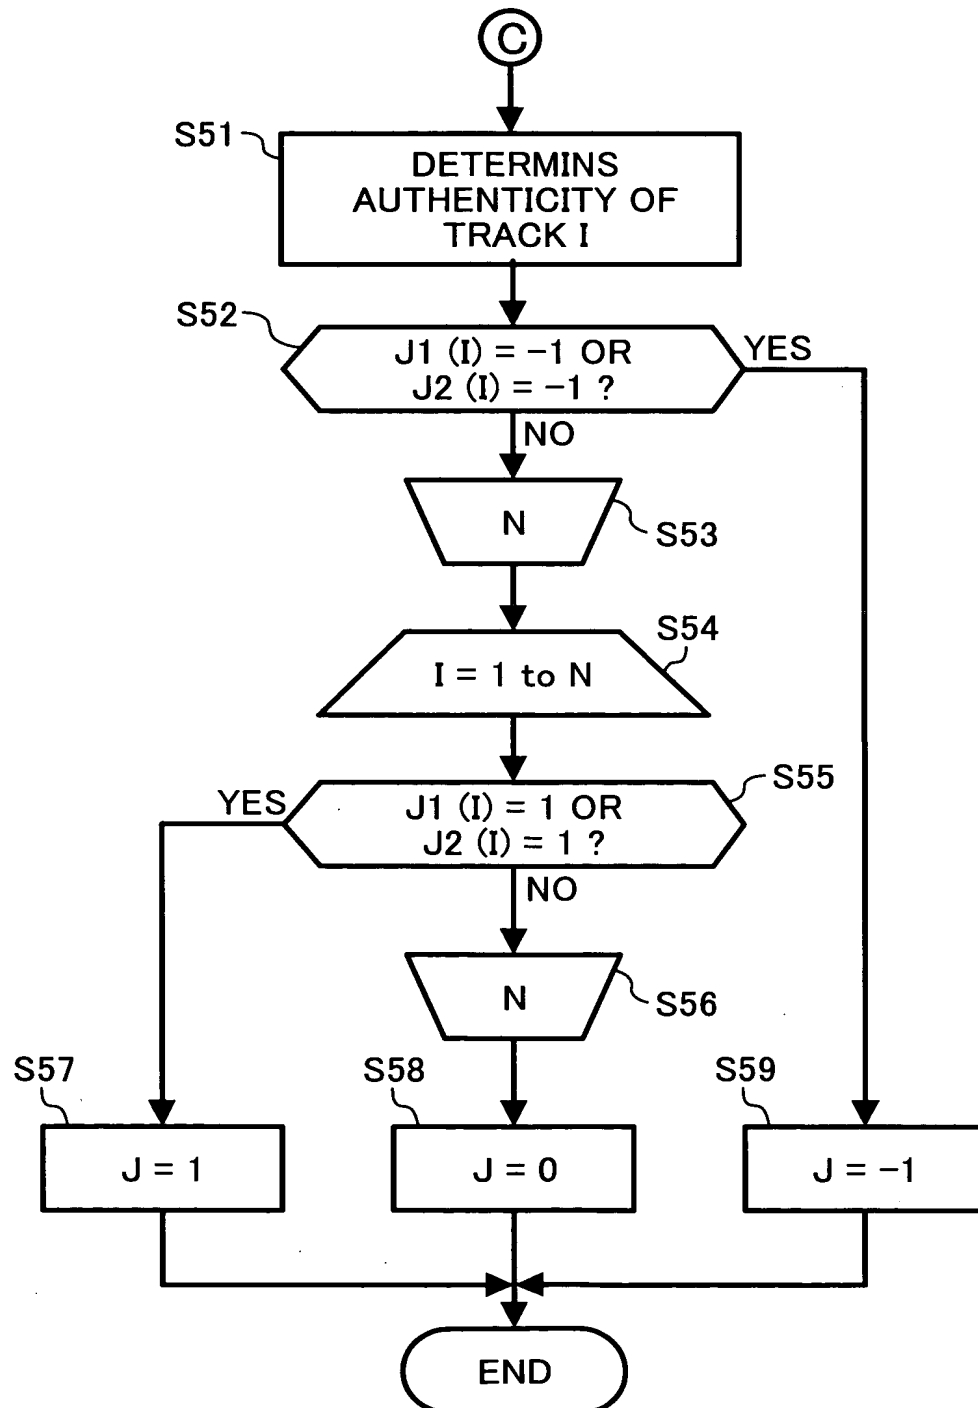 C
S51
DETERMINS
AUTHENTICITY OF
TRACK I
S52
J1 (I) = -1 OR
J2 (I) = -1 ?
YES
NO
N
S53
S54
I = 1 to N
S55
YES
J1 (I) = 1 OR
J2 (I) = 1 ?
NO
N
S56
S57
S58
S59
J = 1
J = 0
J = -1
END